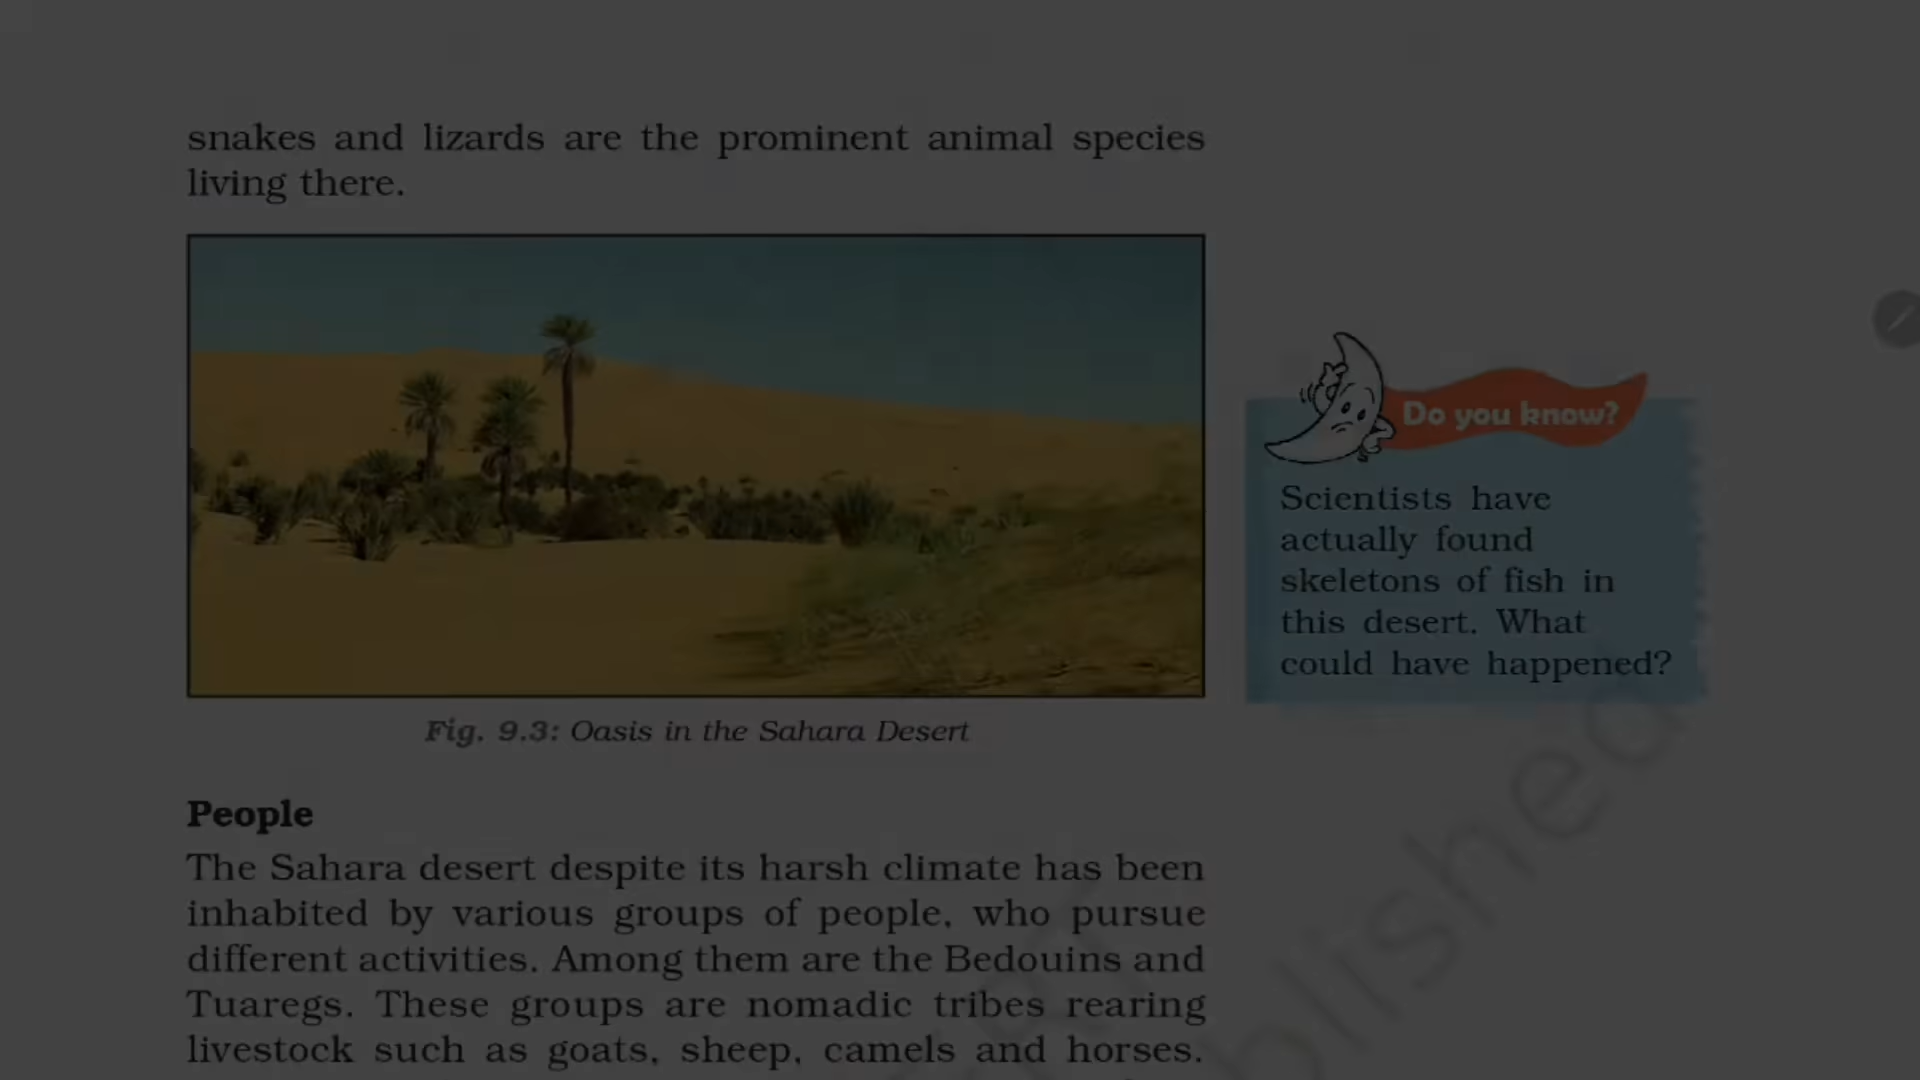 snakes and lizards are the prominent animal species
living there.
Do you know?
Scientists have
actually found
skeletons of fish in
this desert. What
could have happened?
Fig. 9.3: Oasis in the Sahara Desert
People
The Sahara desert despite its harsh climate has been
inhabited by various groups of people, who pursue
different activities. Among them are the Bedouins and
Tuaregs. These groups are nomadic tribes rearing
livestock such as goats, sheep, camels and horses.